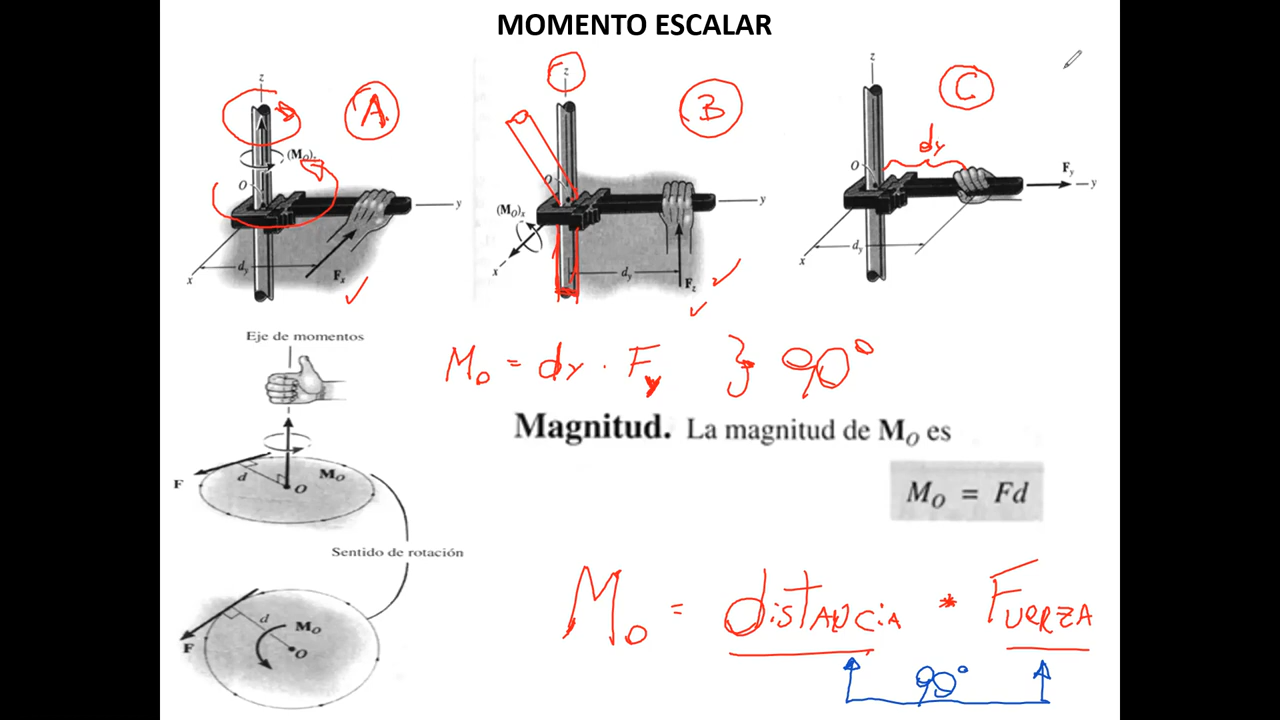 MOMENTO ESCALAR
z
A
(M_O)_z
O
y
x
d_y
F_x
z
B
O
y
(M_O)_x
x
d_y
F_z
z
C
dy
O
F_y
y
x
d_y
Eje de momentos
M_O = dy · F_y } 90°
Magnitud. La magnitud de M_O es
M_O = Fd
F
d
M_O
O
Sentido de rotación
d
M_O
F
O
M_O = distancia * Fuerza
90°